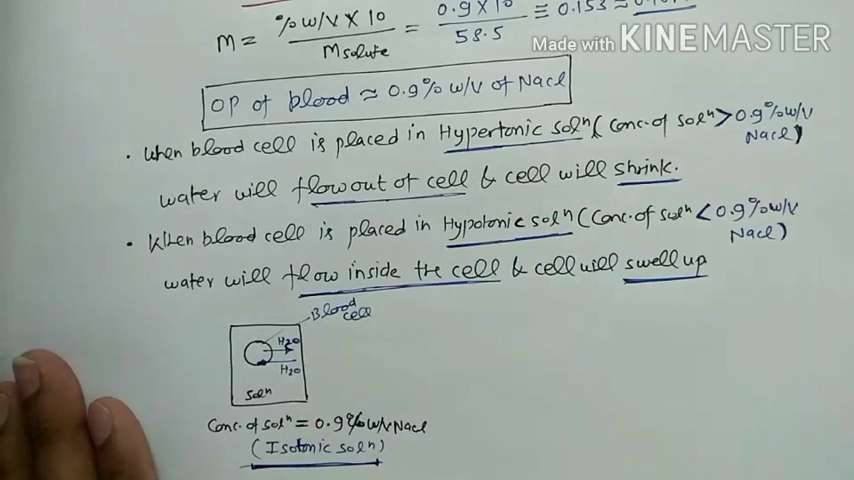 M = %w/v X 10 / Msolute = 0.9 X 10 / 58.5 ≅ 0.153 ≈
Made with KINEMASTER
OP of blood ≈ 0.9% w/v of Nacl
• When blood cell is placed in Hypertonic solⁿ (Conc. of solⁿ > 0.9% w/v Nacl)
water will flow out of cell & cell will shrink.
• When blood cell is placed in Hypotonic solⁿ (Conc. of solⁿ < 0.9% w/v Nacl)
water will flow inside the cell & cell will swell up
Blood cell
H2O
H2O
Solⁿ
Conc. of solⁿ = 0.9% w/v Nacl
(Isotonic solⁿ)